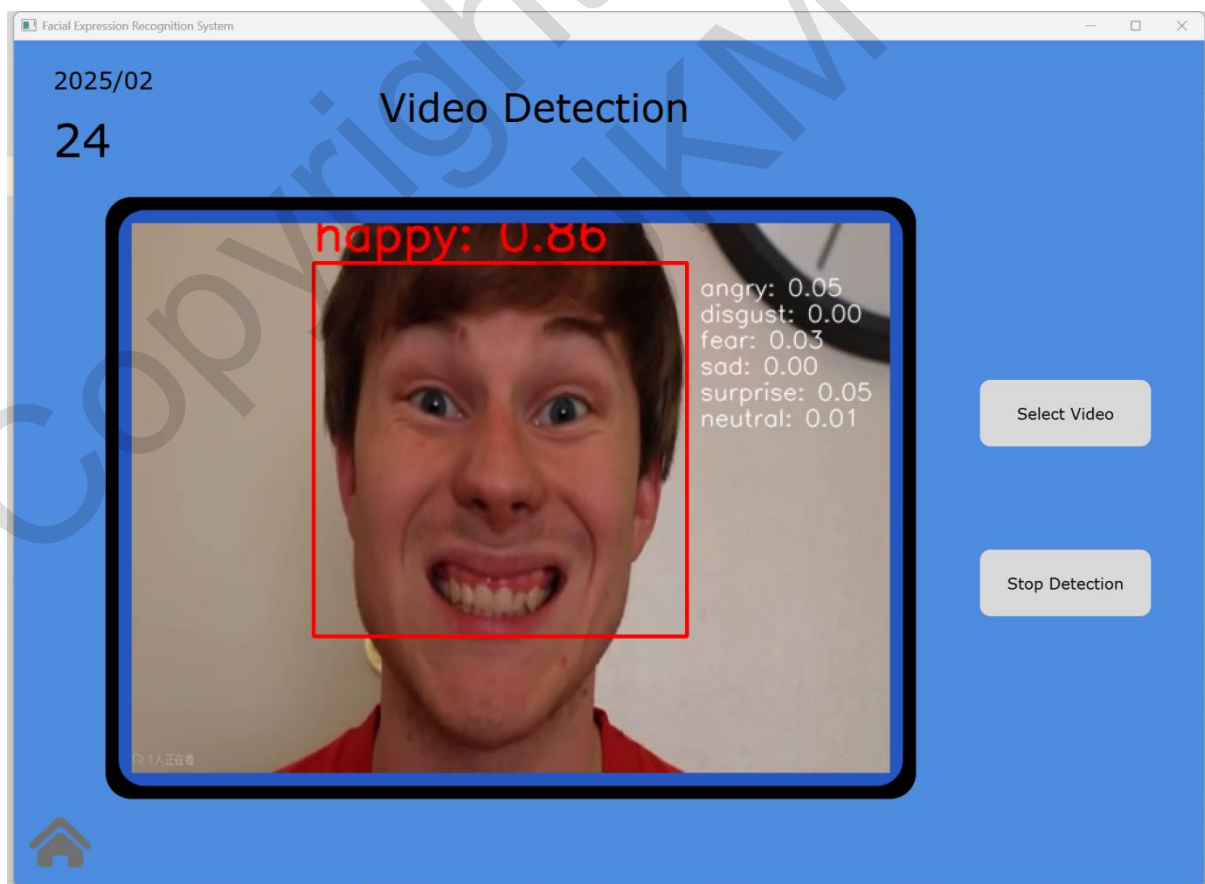 Facial Expression Recognition System
2025/02
24
Video Detection
happy: 0.86
angry: 0.05
disgust: 0.00
fear: 0.03
sad: 0.00
surprise: 0.05
neutral: 0.01
Select Video
Stop Detection
1人正在看
Copyright
UKM